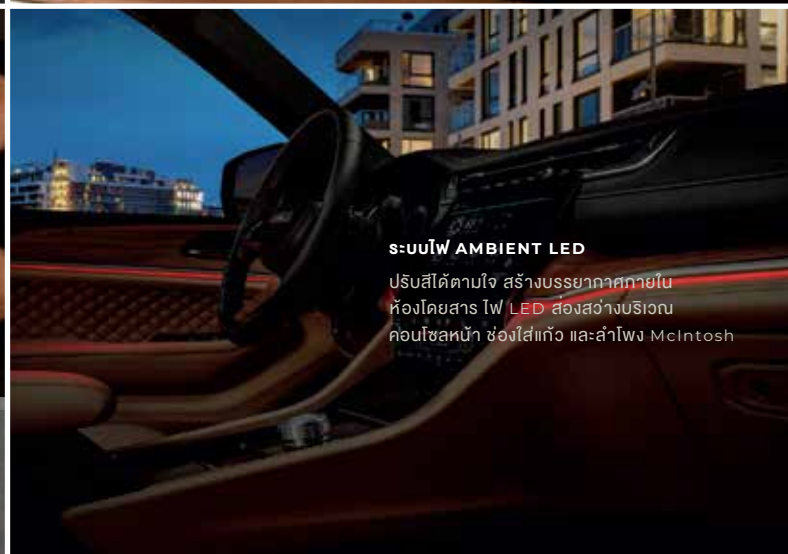 ระบบไฟ AMBIENT LED
ปรับสีได้ตามใจ สร้างบรรยากาศภายใน
ห้องโดยสาร ไฟ LED ส่องสว่างบริเวณ
คอนโซลหน้า ช่องใส่แก้ว และลำโพง McIntosh